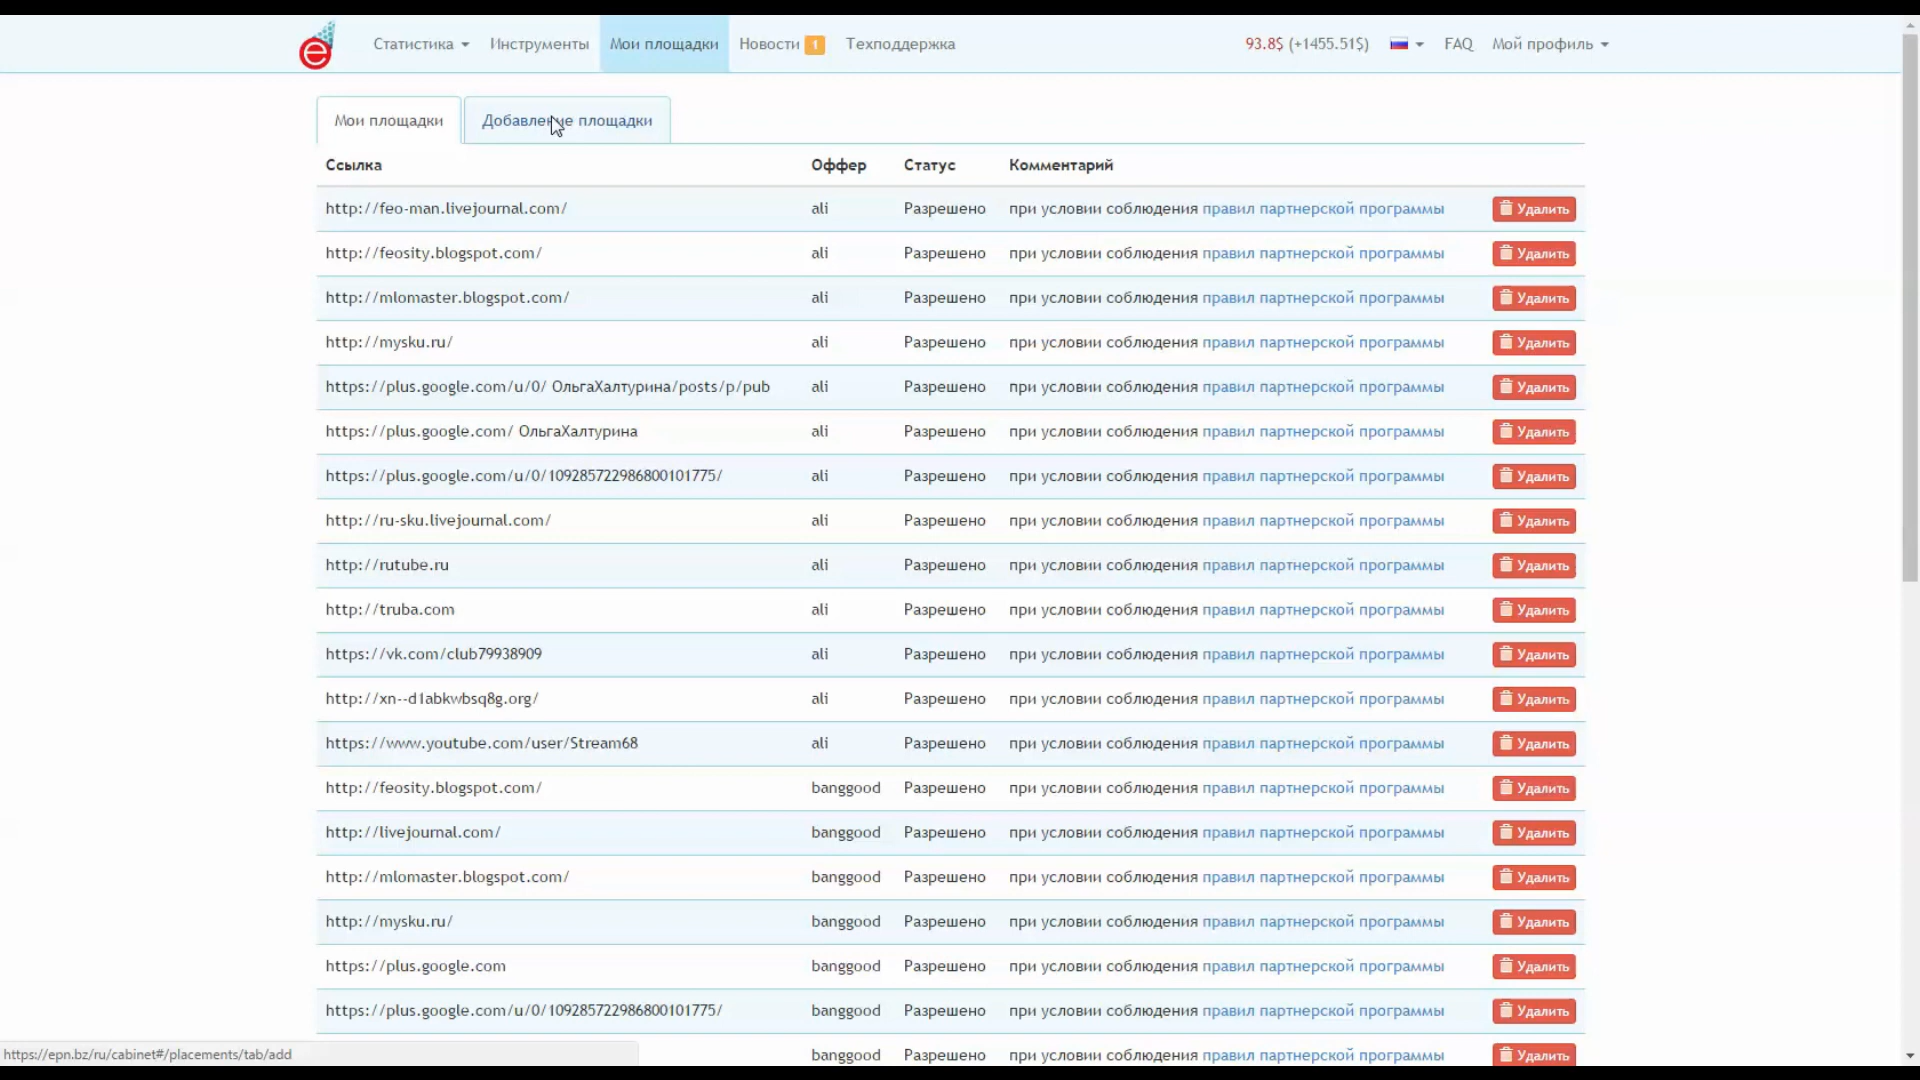 e Статистика Инструменты Мои площадки Новости 1 Техподдержка 93.8$ (+1455.51$) FAQ Мой профиль
Мои площадки Добавление площадки
Ссылка Оффер Статус Комментарий
http://feo-man.livejournal.com/ ali Разрешено при условии соблюдения правил партнерской программы Удалить
http://feosity.blogspot.com/ ali Разрешено при условии соблюдения правил партнерской программы Удалить
http://mlomaster.blogspot.com/ ali Разрешено при условии соблюдения правил партнерской программы Удалить
http://mysku.ru/ ali Разрешено при условии соблюдения правил партнерской программы Удалить
https://plus.google.com/u/0/ ОльгаХалтурина/posts/p/pub ali Разрешено при условии соблюдения правил партнерской программы Удалить
https://plus.google.com/ ОльгаХалтурина ali Разрешено при условии соблюдения правил партнерской программы Удалить
https://plus.google.com/u/0/109285722986800101775/ ali Разрешено при условии соблюдения правил партнерской программы Удалить
http://ru-sku.livejournal.com/ ali Разрешено при условии соблюдения правил партнерской программы Удалить
http://rutube.ru ali Разрешено при условии соблюдения правил партнерской программы Удалить
http://truba.com ali Разрешено при условии соблюдения правил партнерской программы Удалить
https://vk.com/club79938909 ali Разрешено при условии соблюдения правил партнерской программы Удалить
http://xn--d1abkwbsq8g.org/ ali Разрешено при условии соблюдения правил партнерской программы Удалить
https://www.youtube.com/user/Stream68 ali Разрешено при условии соблюдения правил партнерской программы Удалить
http://feosity.blogspot.com/ banggood Разрешено при условии соблюдения правил партнерской программы Удалить
http://livejournal.com/ banggood Разрешено при условии соблюдения правил партнерской программы Удалить
http://mlomaster.blogspot.com/ banggood Разрешено при условии соблюдения правил партнерской программы Удалить
http://mysku.ru/ banggood Разрешено при условии соблюдения правил партнерской программы Удалить
https://plus.google.com banggood Разрешено при условии соблюдения правил партнерской программы Удалить
https://plus.google.com/u/0/109285722986800101775/ banggood Разрешено при условии соблюдения правил партнерской программы Удалить
banggood Разрешено при условии соблюдения правил партнерской программы Удалить
https://epn.bz/ru/cabinet#/placements/tab/add